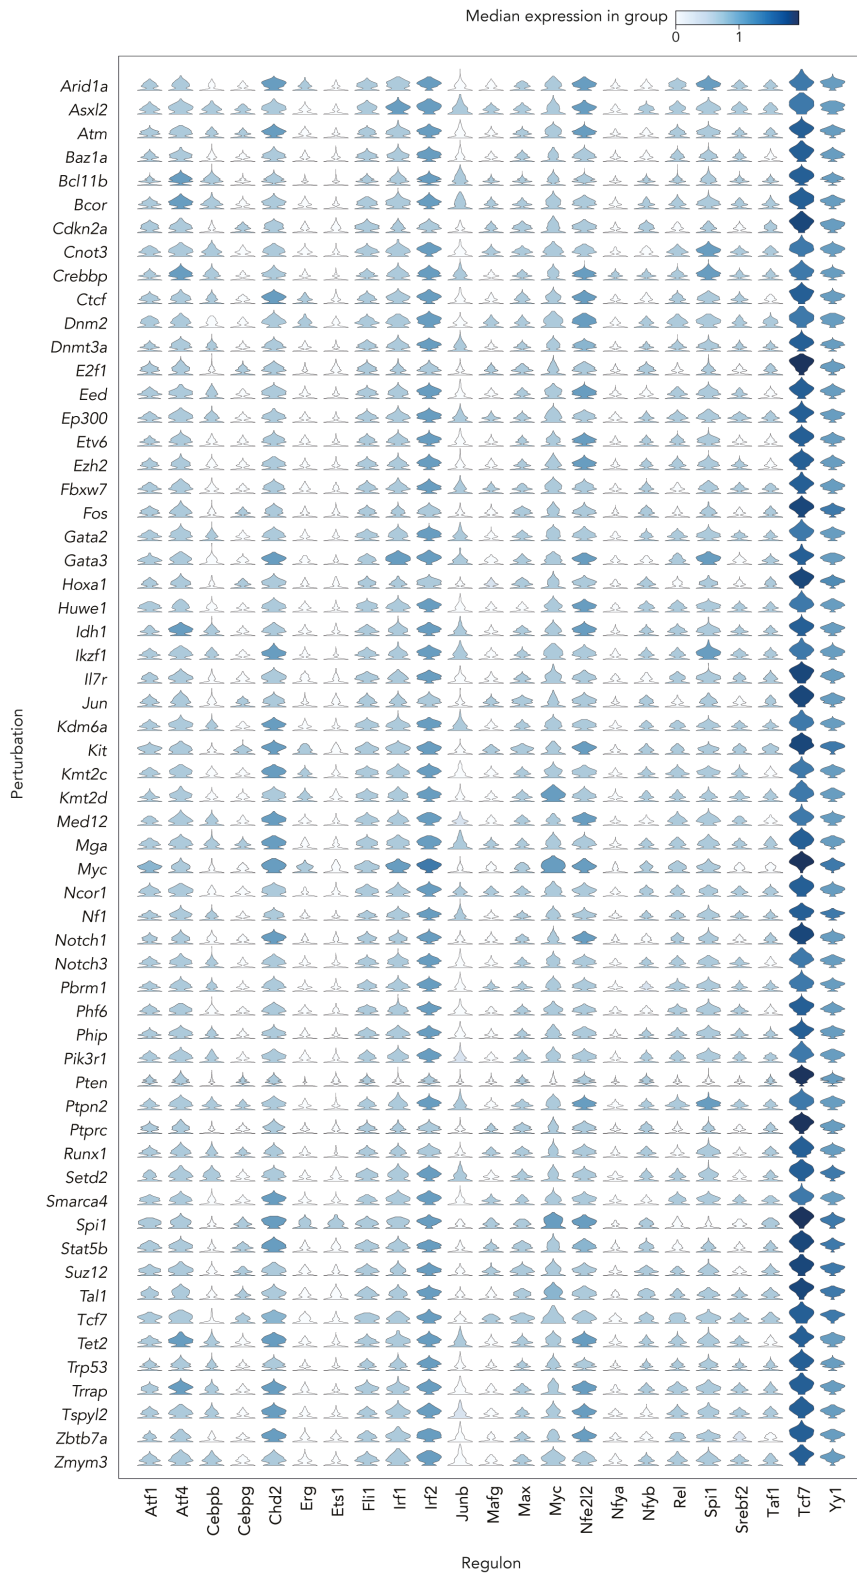 Median expression in group
0 1
Arid1a
Asxl2
Atm
Baz1a
Bcl11b
Bcor
Cdkn2a
Cnot3
Crebbp
Ctcf
Dnm2
Dnmt3a
E2f1
Eed
Ep300
Etv6
Ezh2
Fbxw7
Fos
Gata2
Gata3
Hoxa1
Huwe1
Idh1
Ikzf1
Il7r
Jun
Kdm6a
Kit
Kmt2c
Kmt2d
Med12
Mga
Myc
Ncor1
Nf1
Notch1
Notch3
Pbrm1
Phf6
Phip
Pik3r1
Pten
Ptpn2
Ptprc
Runx1
Setd2
Smarca4
Spi1
Stat5b
Suz12
Tal1
Tcf7
Tet2
Trp53
Trrap
Tspyl2
Zbtb7a
Zmym3
Perturbation
Atf1 Atf4 Cebpb Cebpg Chd2 Erg Ets1 Fli1 Irf1 Irf2 Junb Mafg Max Myc Nfe2l2 Nfya Nfyb Rel Spi1 Srebf2 Taf1 Tcf7 Yy1
Regulon